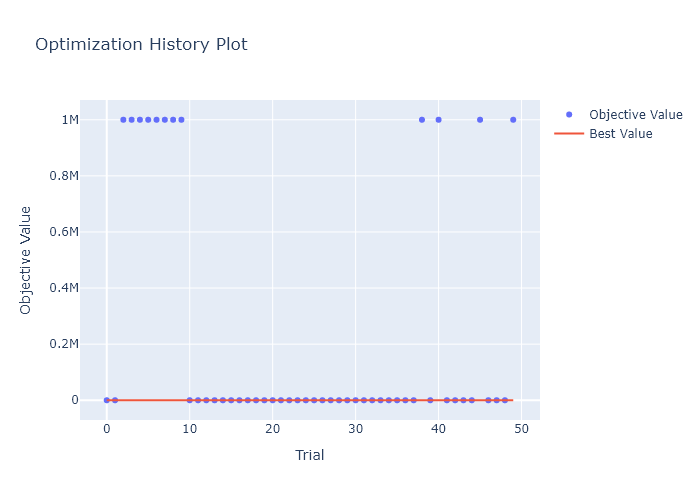 Optimization History Plot
Objective Value
Best Value
1M
0.8M
0.6M
0.4M
0.2M
0
Objective Value
0 10 20 30 40 50
Trial